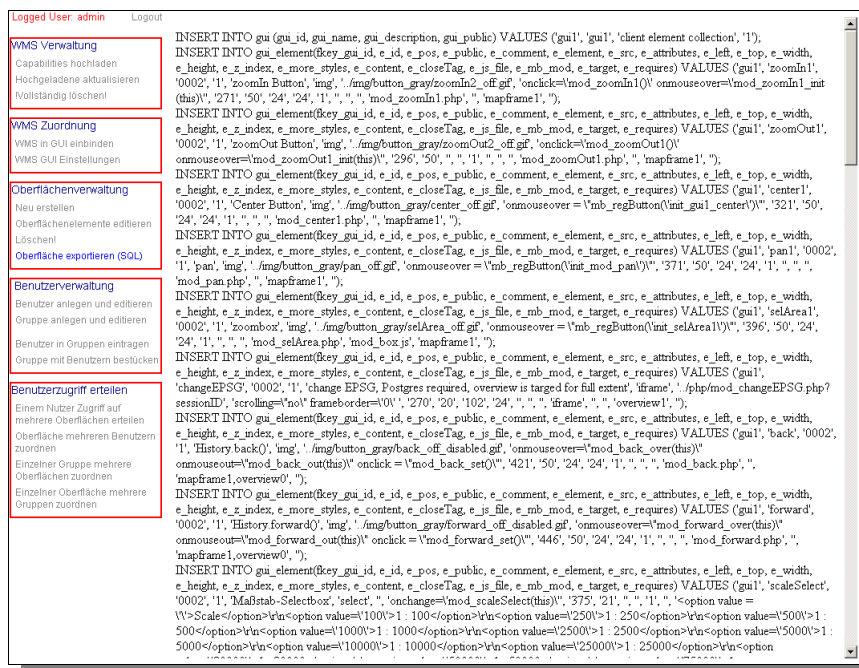 Logged User: admin Logout
WMS Verwaltung
Capabilities hochladen
Hochgeladene aktualisieren
Vollständig löschen!
WMS Zuordnung
WMS in GUI einbinden
WMS GUI Einstellungen
Oberflächenverwaltung
Neu erstellen
Oberflächenelemente editieren
Löschen!
Oberfläche exportieren (SQL)
Benutzerverwaltung
Benutzer anlegen und editieren
Gruppe anlegen und editieren
Benutzer in Gruppen eintragen
Gruppe mit Benutzern bestücken
Benutzerzugriff erteilen
Einem Nutzer Zugriff auf
mehrere Oberflächen erteilen
Oberfläche mehreren Benutzern
zuordnen
Einzelner Gruppe mehrere
Oberflächen zuordnen
Einzelner Oberfläche mehrere
Gruppen zuordnen
INSERT INTO gui (gui_id, gui_name, gui_description, gui_public) VALUES ('gui1', 'gui1', 'client element collection', '1');
INSERT INTO gui_element(fkey_gui_id, e_id, e_pos, e_public, e_comment, e_element, e_src, e_attributes, e_left, e_top, e_width,
e_height, e_z_index, e_more_styles, e_content, e_closeTag, e_js_file, e_mb_mod, e_target, e_requires) VALUES ('gui1', 'zoomIn1',
'0002', '1', 'zoomIn Button', 'img', '../img/button_gray/zoomIn2_off.gif', 'onclick=\'mod_zoomIn1()\' onmouseover=\'mod_zoomIn1_init
(this)\'', '271', '50', '24', '24', '1', '', '', '', 'mod_zoomIn1.php', '', 'mapframe1', '');
INSERT INTO gui_element(fkey_gui_id, e_id, e_pos, e_public, e_comment, e_element, e_src, e_attributes, e_left, e_top, e_width,
e_height, e_z_index, e_more_styles, e_content, e_closeTag, e_js_file, e_mb_mod, e_target, e_requires) VALUES ('gui1', 'zoomOut1',
'0002', '1', 'zoomOut Button', 'img', '../img/button_gray/zoomOut2_off.gif', 'onclick=\'mod_zoomOut1()\'
onmouseover=\'mod_zoomOut1_init(this)\'', '296', '50', '', '', '1', '', '', '', 'mod_zoomOut1.php', '', 'mapframe1', '');
INSERT INTO gui_element(fkey_gui_id, e_id, e_pos, e_public, e_comment, e_element, e_src, e_attributes, e_left, e_top, e_width,
e_height, e_z_index, e_more_styles, e_content, e_closeTag, e_js_file, e_mb_mod, e_target, e_requires) VALUES ('gui1', 'center1',
'0002', '1', 'Center Button', 'img', '../img/button_gray/center_off.gif', 'onmouseover = \"mb_regButton(\'init_gui1_center\')\"', '321', '50',
'24', '24', '1', '', '', '', 'mod_center1.php', '', 'mapframe1', '');
INSERT INTO gui_element(fkey_gui_id, e_id, e_pos, e_public, e_comment, e_element, e_src, e_attributes, e_left, e_top, e_width,
e_height, e_z_index, e_more_styles, e_content, e_closeTag, e_js_file, e_mb_mod, e_target, e_requires) VALUES ('gui1', 'pan1', '0002',
'1', 'pan', 'img', '../img/button_gray/pan_off.gif', 'onmouseover = \"mb_regButton(\'init_mod_pan\')\"', '371', '50', '24', '24', '1', '', '', '',
'mod_pan.php', '', 'mapframe1', '');
INSERT INTO gui_element(fkey_gui_id, e_id, e_pos, e_public, e_comment, e_element, e_src, e_attributes, e_left, e_top, e_width,
e_height, e_z_index, e_more_styles, e_content, e_closeTag, e_js_file, e_mb_mod, e_target, e_requires) VALUES ('gui1', 'selArea1',
'0002', '1', 'zoombox', 'img', '../img/button_gray/selArea_off.gif', 'onmouseover = \"mb_regButton(\'init_selArea1\')\"', '396', '50', '24',
'24', '1', '', '', '', 'mod_selArea.php', 'mod_box.js', 'mapframe1', '');
INSERT INTO gui_element(fkey_gui_id, e_id, e_pos, e_public, e_comment, e_element, e_src, e_attributes, e_left, e_top, e_width,
e_height, e_z_index, e_more_styles, e_content, e_closeTag, e_js_file, e_mb_mod, e_target, e_requires) VALUES ('gui1',
'changeEPSG', '0002', '1', 'change EPSG, Postgres required, overview is targed for full extent', 'iframe', '../php/mod_changeEPSG.php?
sessionID', 'scrolling=\"no\" frameborder=\'0\' ', '270', '20', '102', '24', '', '', '', 'iframe', '', '', 'overview1', '');
INSERT INTO gui_element(fkey_gui_id, e_id, e_pos, e_public, e_comment, e_element, e_src, e_attributes, e_left, e_top, e_width,
e_height, e_z_index, e_more_styles, e_content, e_closeTag, e_js_file, e_mb_mod, e_target, e_requires) VALUES ('gui1', 'back', '0002',
'1', 'History.back()', 'img', '../img/button_gray/back_off_disabled.gif', 'onmouseover=\"mod_back_over(this)\"
onmouseout=\"mod_back_out(this)\" onclick = \"mod_back_set()\"', '421', '50', '24', '24', '1', '', '', '', 'mod_back.php', '',
'mapframe1,overview0', '');
INSERT INTO gui_element(fkey_gui_id, e_id, e_pos, e_public, e_comment, e_element, e_src, e_attributes, e_left, e_top, e_width,
e_height, e_z_index, e_more_styles, e_content, e_closeTag, e_js_file, e_mb_mod, e_target, e_requires) VALUES ('gui1', 'forward',
'0002', '1', 'History.forward()', 'img', '../img/button_gray/forward_off_disabled.gif', 'onmouseover=\"mod_forward_over(this)\"
onmouseout=\"mod_forward_out(this)\" onclick = \"mod_forward_set()\"', '446', '50', '24', '24', '1', '', '', '', 'mod_forward.php', '',
'mapframe1,overview0', '');
INSERT INTO gui_element(fkey_gui_id, e_id, e_pos, e_public, e_comment, e_element, e_src, e_attributes, e_left, e_top, e_width,
e_height, e_z_index, e_more_styles, e_content, e_closeTag, e_js_file, e_mb_mod, e_target, e_requires) VALUES ('gui1', 'scaleSelect',
'0002', '1', 'Maßstab-Selectbox', 'select', '', 'onchange=\'mod_scaleSelect(this)\'', '375', '21', '', '', '1', '', '<option value =
\'\'>Scale</option>\r\n<option value=\'100\'>1 : 100</option>\r\n<option value=\'250\'>1 : 250</option>\r\n<option value=\'500\'>1 :
500</option>\r\n<option value=\'1000\'>1 : 1000</option>\r\n<option value=\'2500\'>1 : 2500</option>\r\n<option value=\'5000\'>1 :
5000</option>\r\n<option value=\'10000\'>1 : 10000</option>\r\n<option value=\'25000\'>1 : 25000</option>\r\n<option